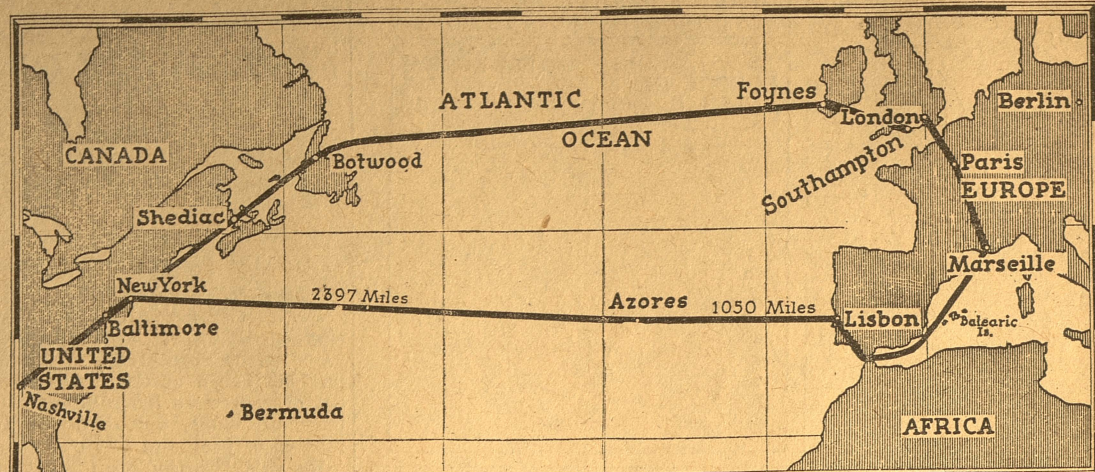 ATLANTIC
OCEAN
Foynes
London
Berlin
CANADA
Botwood
Southampton
Paris
EUROPE
Shediac
Marseille
New York
2397 Miles
Azores
1050 Miles
Lisbon
The Balearic
Is.
Baltimore
UNITED
STATES
Nashville
Bermuda
AFRICA